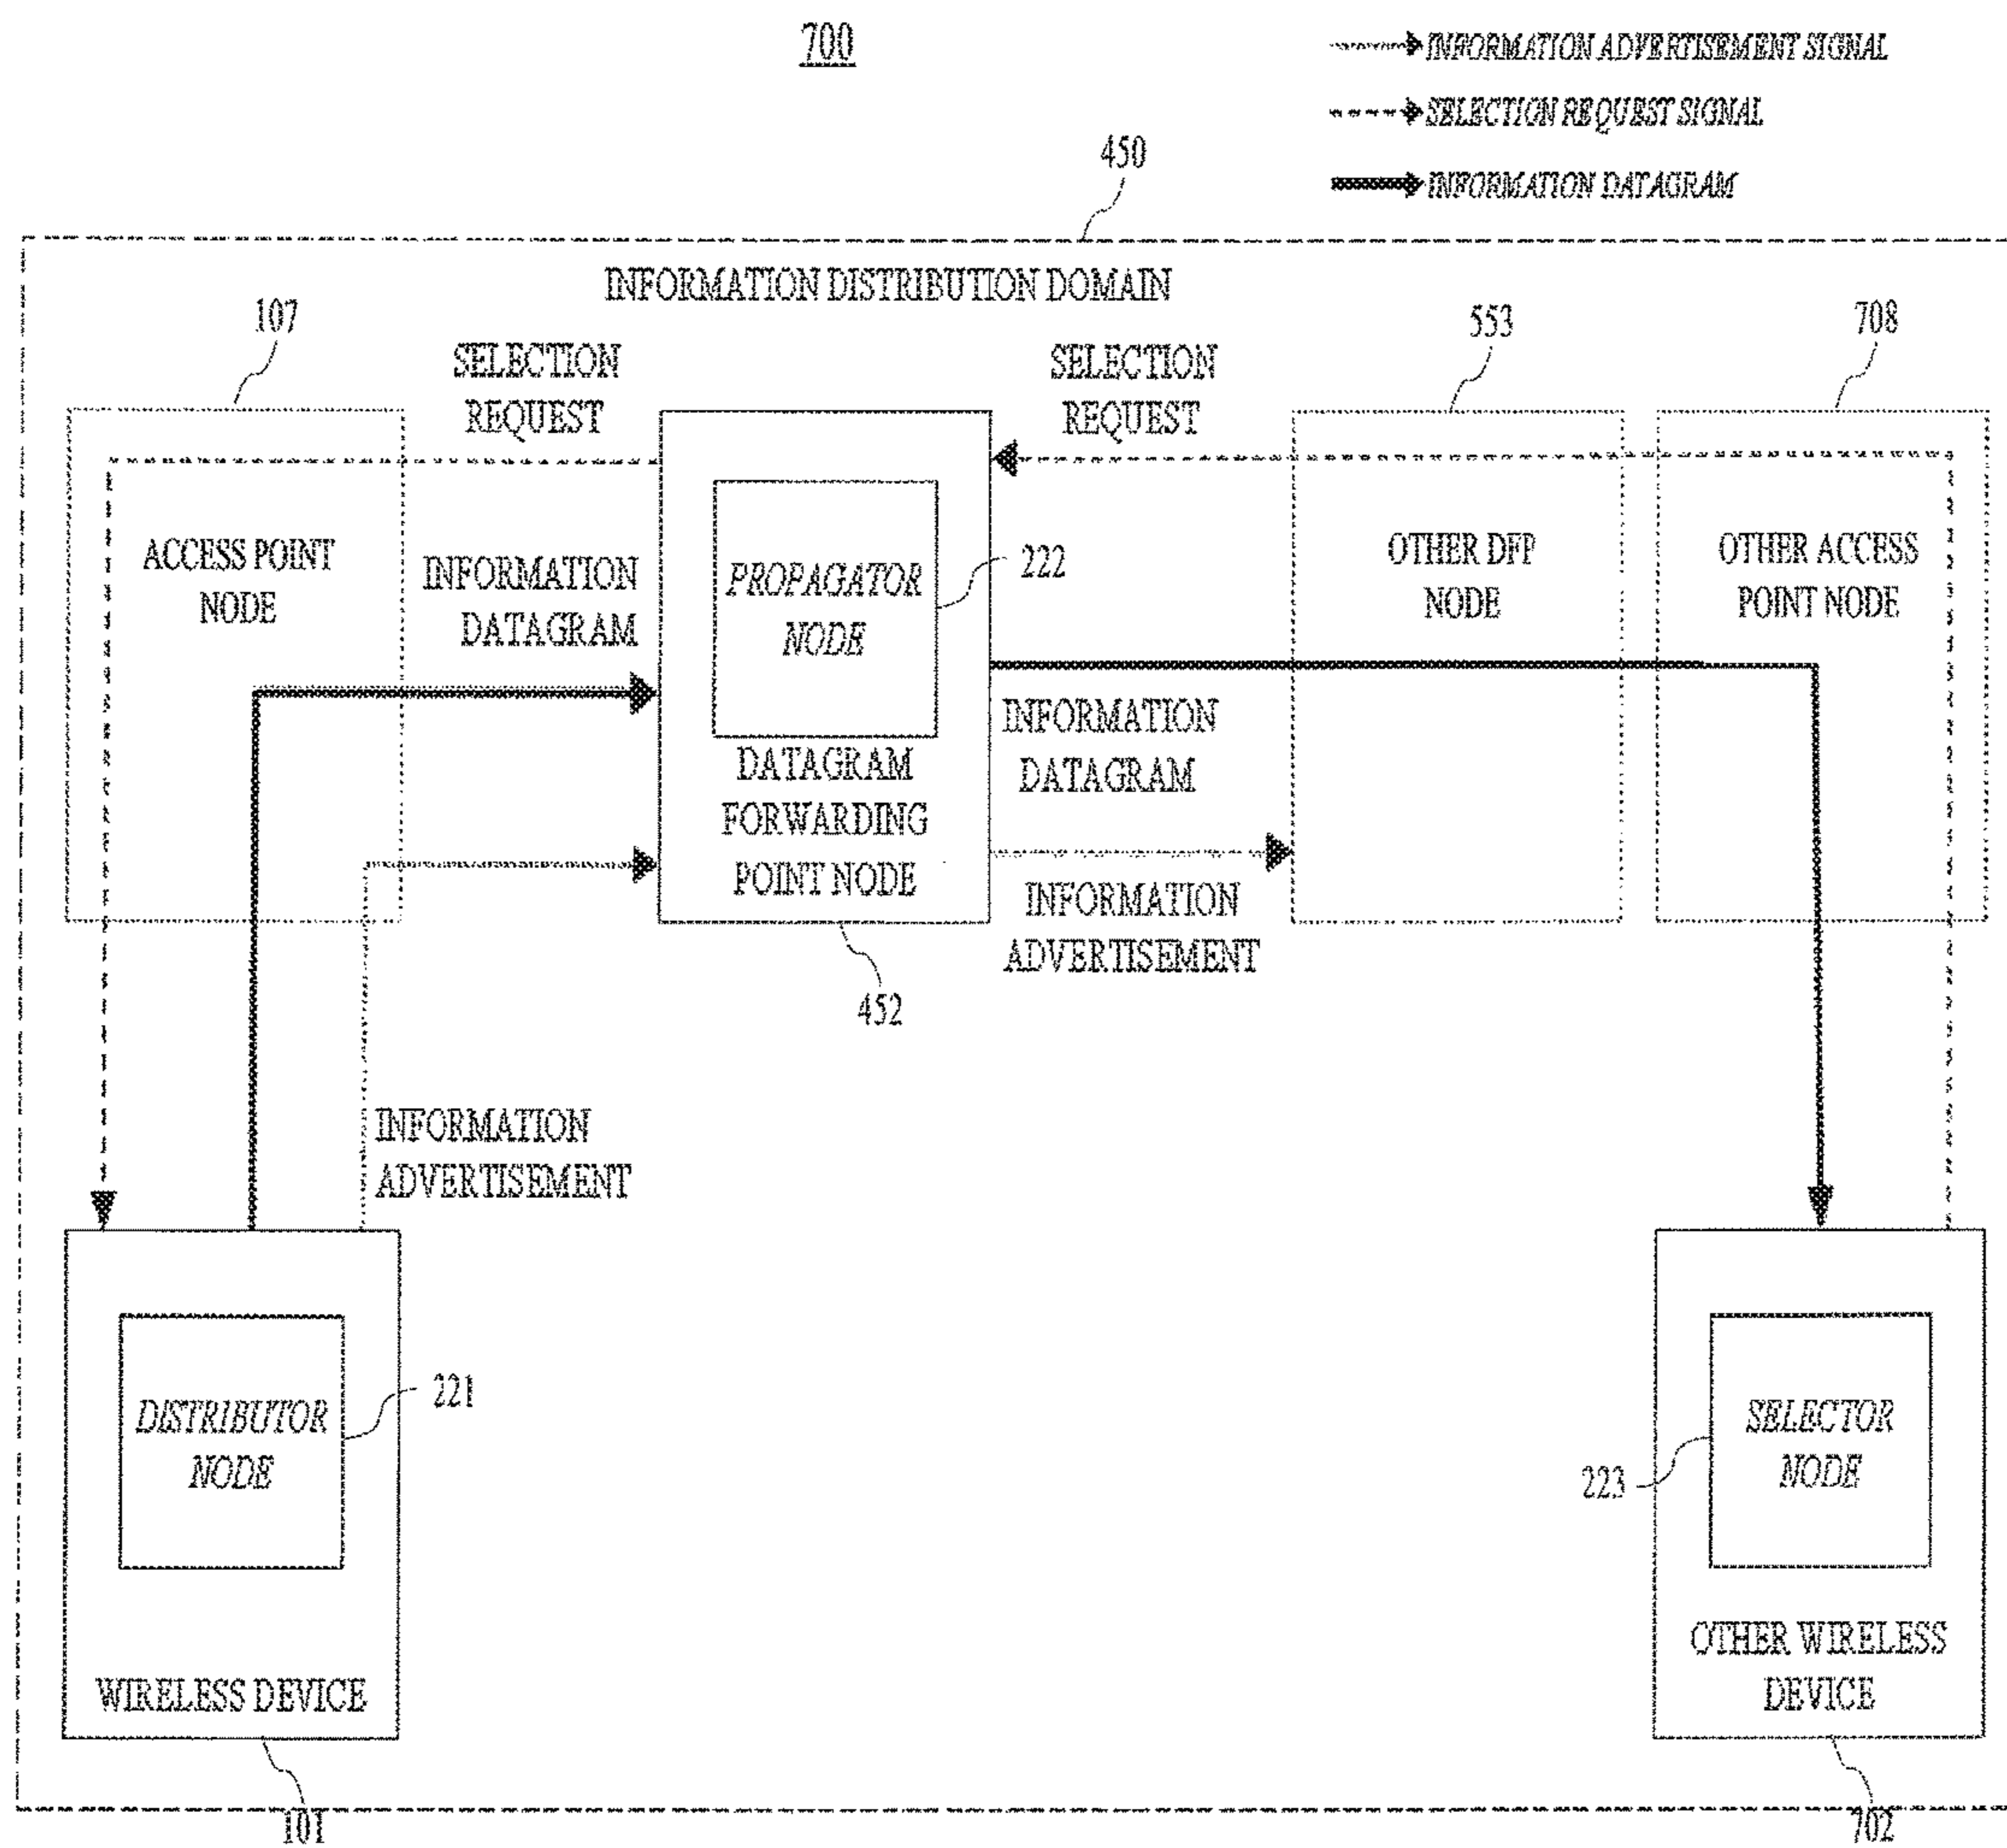 700
INFORMATION ADVERTISEMENT SIGNAL
SELECTION REQUEST SIGNAL
INFORMATION DATAGRAM
450
INFORMATION DISTRIBUTION DOMAIN
107
553
708
SELECTION
REQUEST
SELECTION
REQUEST
ACCESS POINT
NODE
INFORMATION
DATAGRAM
PROPAGATOR
NODE
222
OTHER DFP
NODE
OTHER ACCESS
POINT NODE
DATAGRAM
FORWARDING
POINT NODE
INFORMATION
DATAGRAM
INFORMATION
ADVERTISEMENT
452
INFORMATION
ADVERTISEMENT
DISTRIBUTOR
NODE
221
SELECTOR
NODE
223
WIRELESS DEVICE
OTHER WIRELESS
DEVICE
101
702